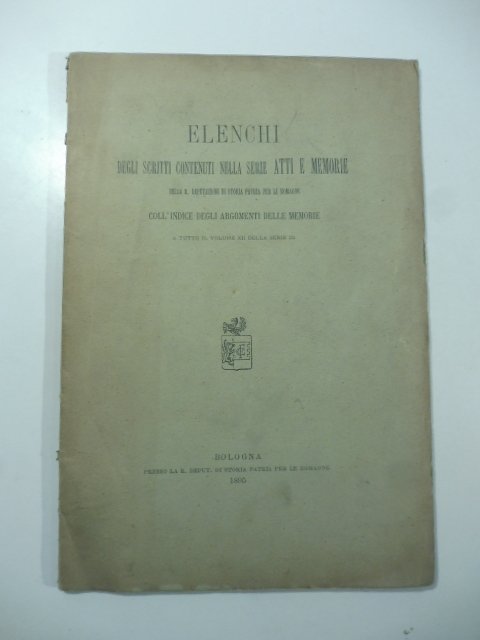 ELENCHI
DEGLI SCRITTI CONTENUTI NELLA SERIE ATTI E MEMORIE
DELLA R. DEPUTAZIONE DI STORIA PATRIA PER LE ROMAGNE
COLL' INDICE DEGLI ARGOMENTI DELLE MEMORIE
A TUTTO IL VOLUME XII DELLA SERIE III.
BOLOGNA
PRESSO LA R. DEPUT. DI STORIA PATRIA PER LE ROMAGNE
1895